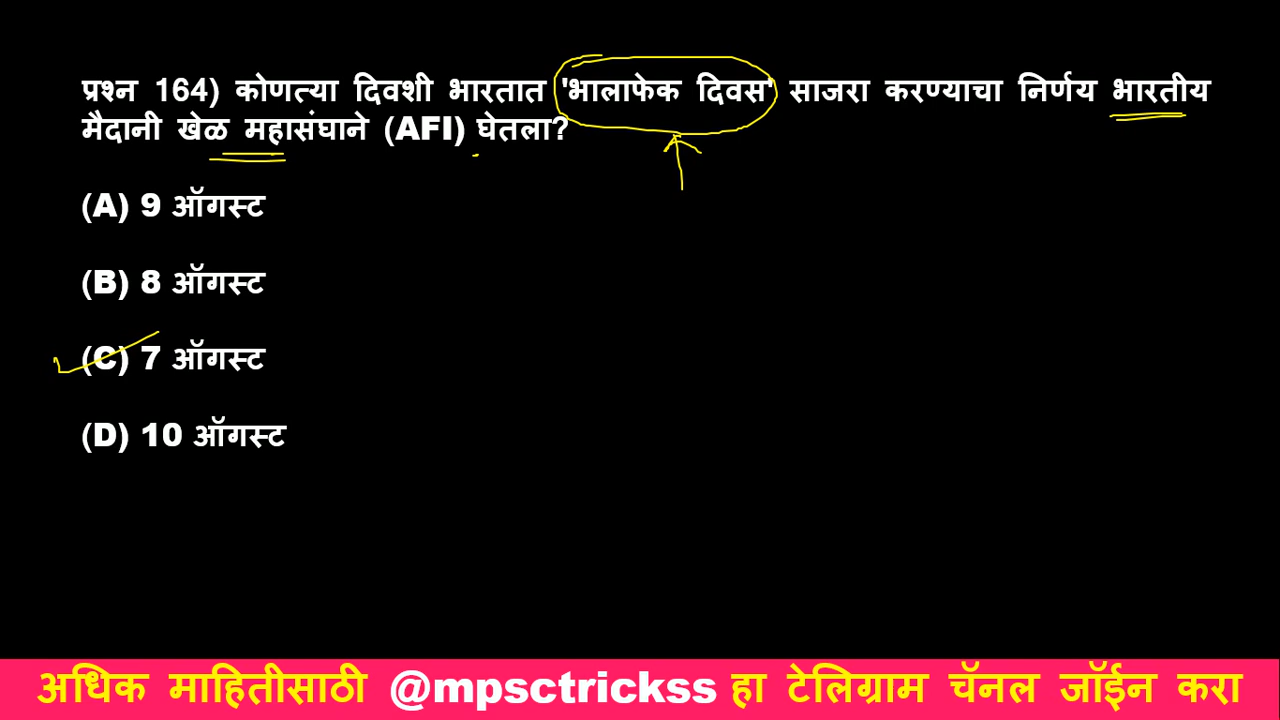 प्रश्न 164) कोणत्या दिवशी भारतात 'भालाफेक दिवस' साजरा करण्याचा निर्णय भारतीय
मैदानी खेळ महासंघाने (AFI) घेतला?
(A) 9 ऑगस्ट
(B) 8 ऑगस्ट
(C) 7 ऑगस्ट
(D) 10 ऑगस्ट
अधिक माहितीसाठी @mpsctrickss हा टेलिग्राम चॅनल जॉईन करा